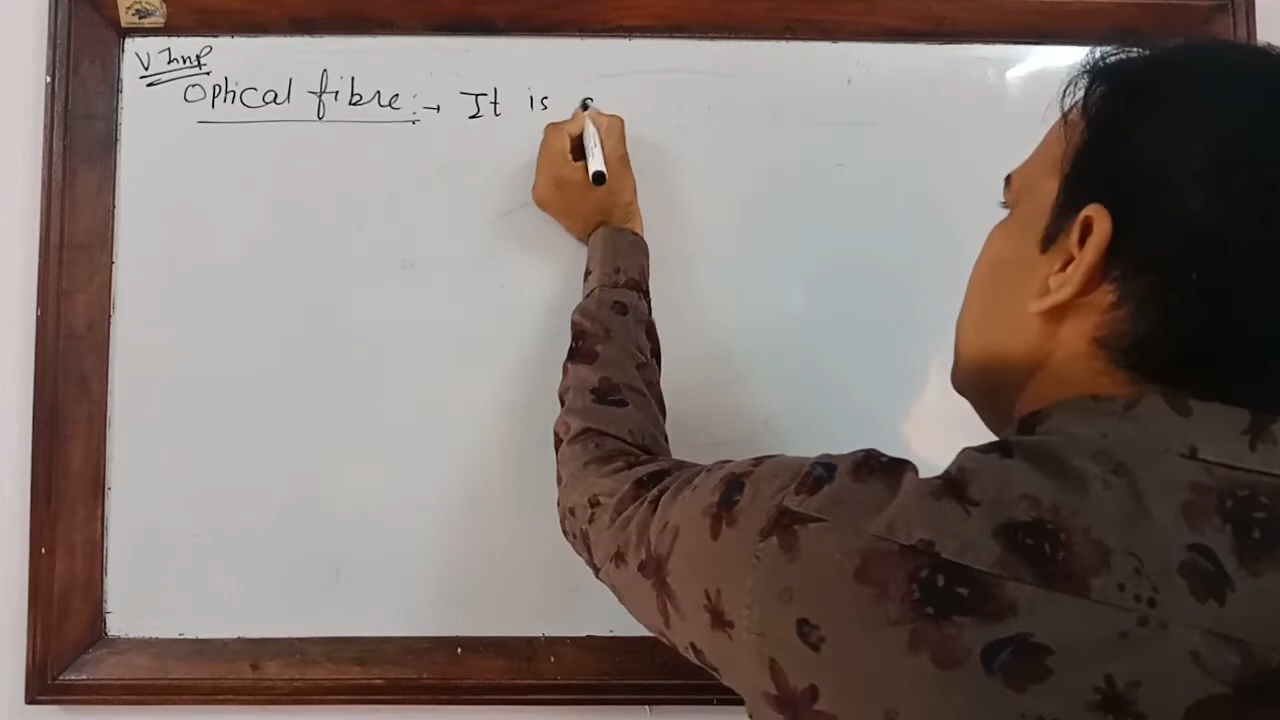 V Imp
Optical fibre :→ It is